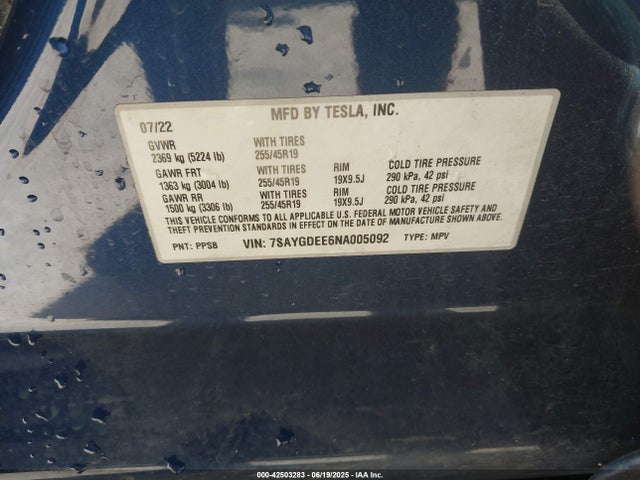 MFD BY TESLA, INC.
07/22
GVWR WITH TIRES
2369 kg (5224 lb) 255/45R19
GAWR FRT WITH TIRES RIM COLD TIRE PRESSURE
1363 kg (3004 lb) 255/45R19 19X9.5J 290 kPa, 42 psi
GAWR RR WITH TIRES RIM COLD TIRE PRESSURE
1500 kg (3306 lb) 255/45R19 19X9.5J 290 kPa, 42 psi
THIS VEHICLE CONFORMS TO ALL APPLICABLE U.S. FEDERAL MOTOR VEHICLE SAFETY AND
THEFT PREVENTION STANDARDS IN EFFECT ON THE DATE OF MANUFACTURE SHOWN ABOVE.
PNT: PPSB VIN: 7SAYGDEE6NA005092 TYPE: MPV
000-42503283 - 06/19/2025 - IAA Inc.